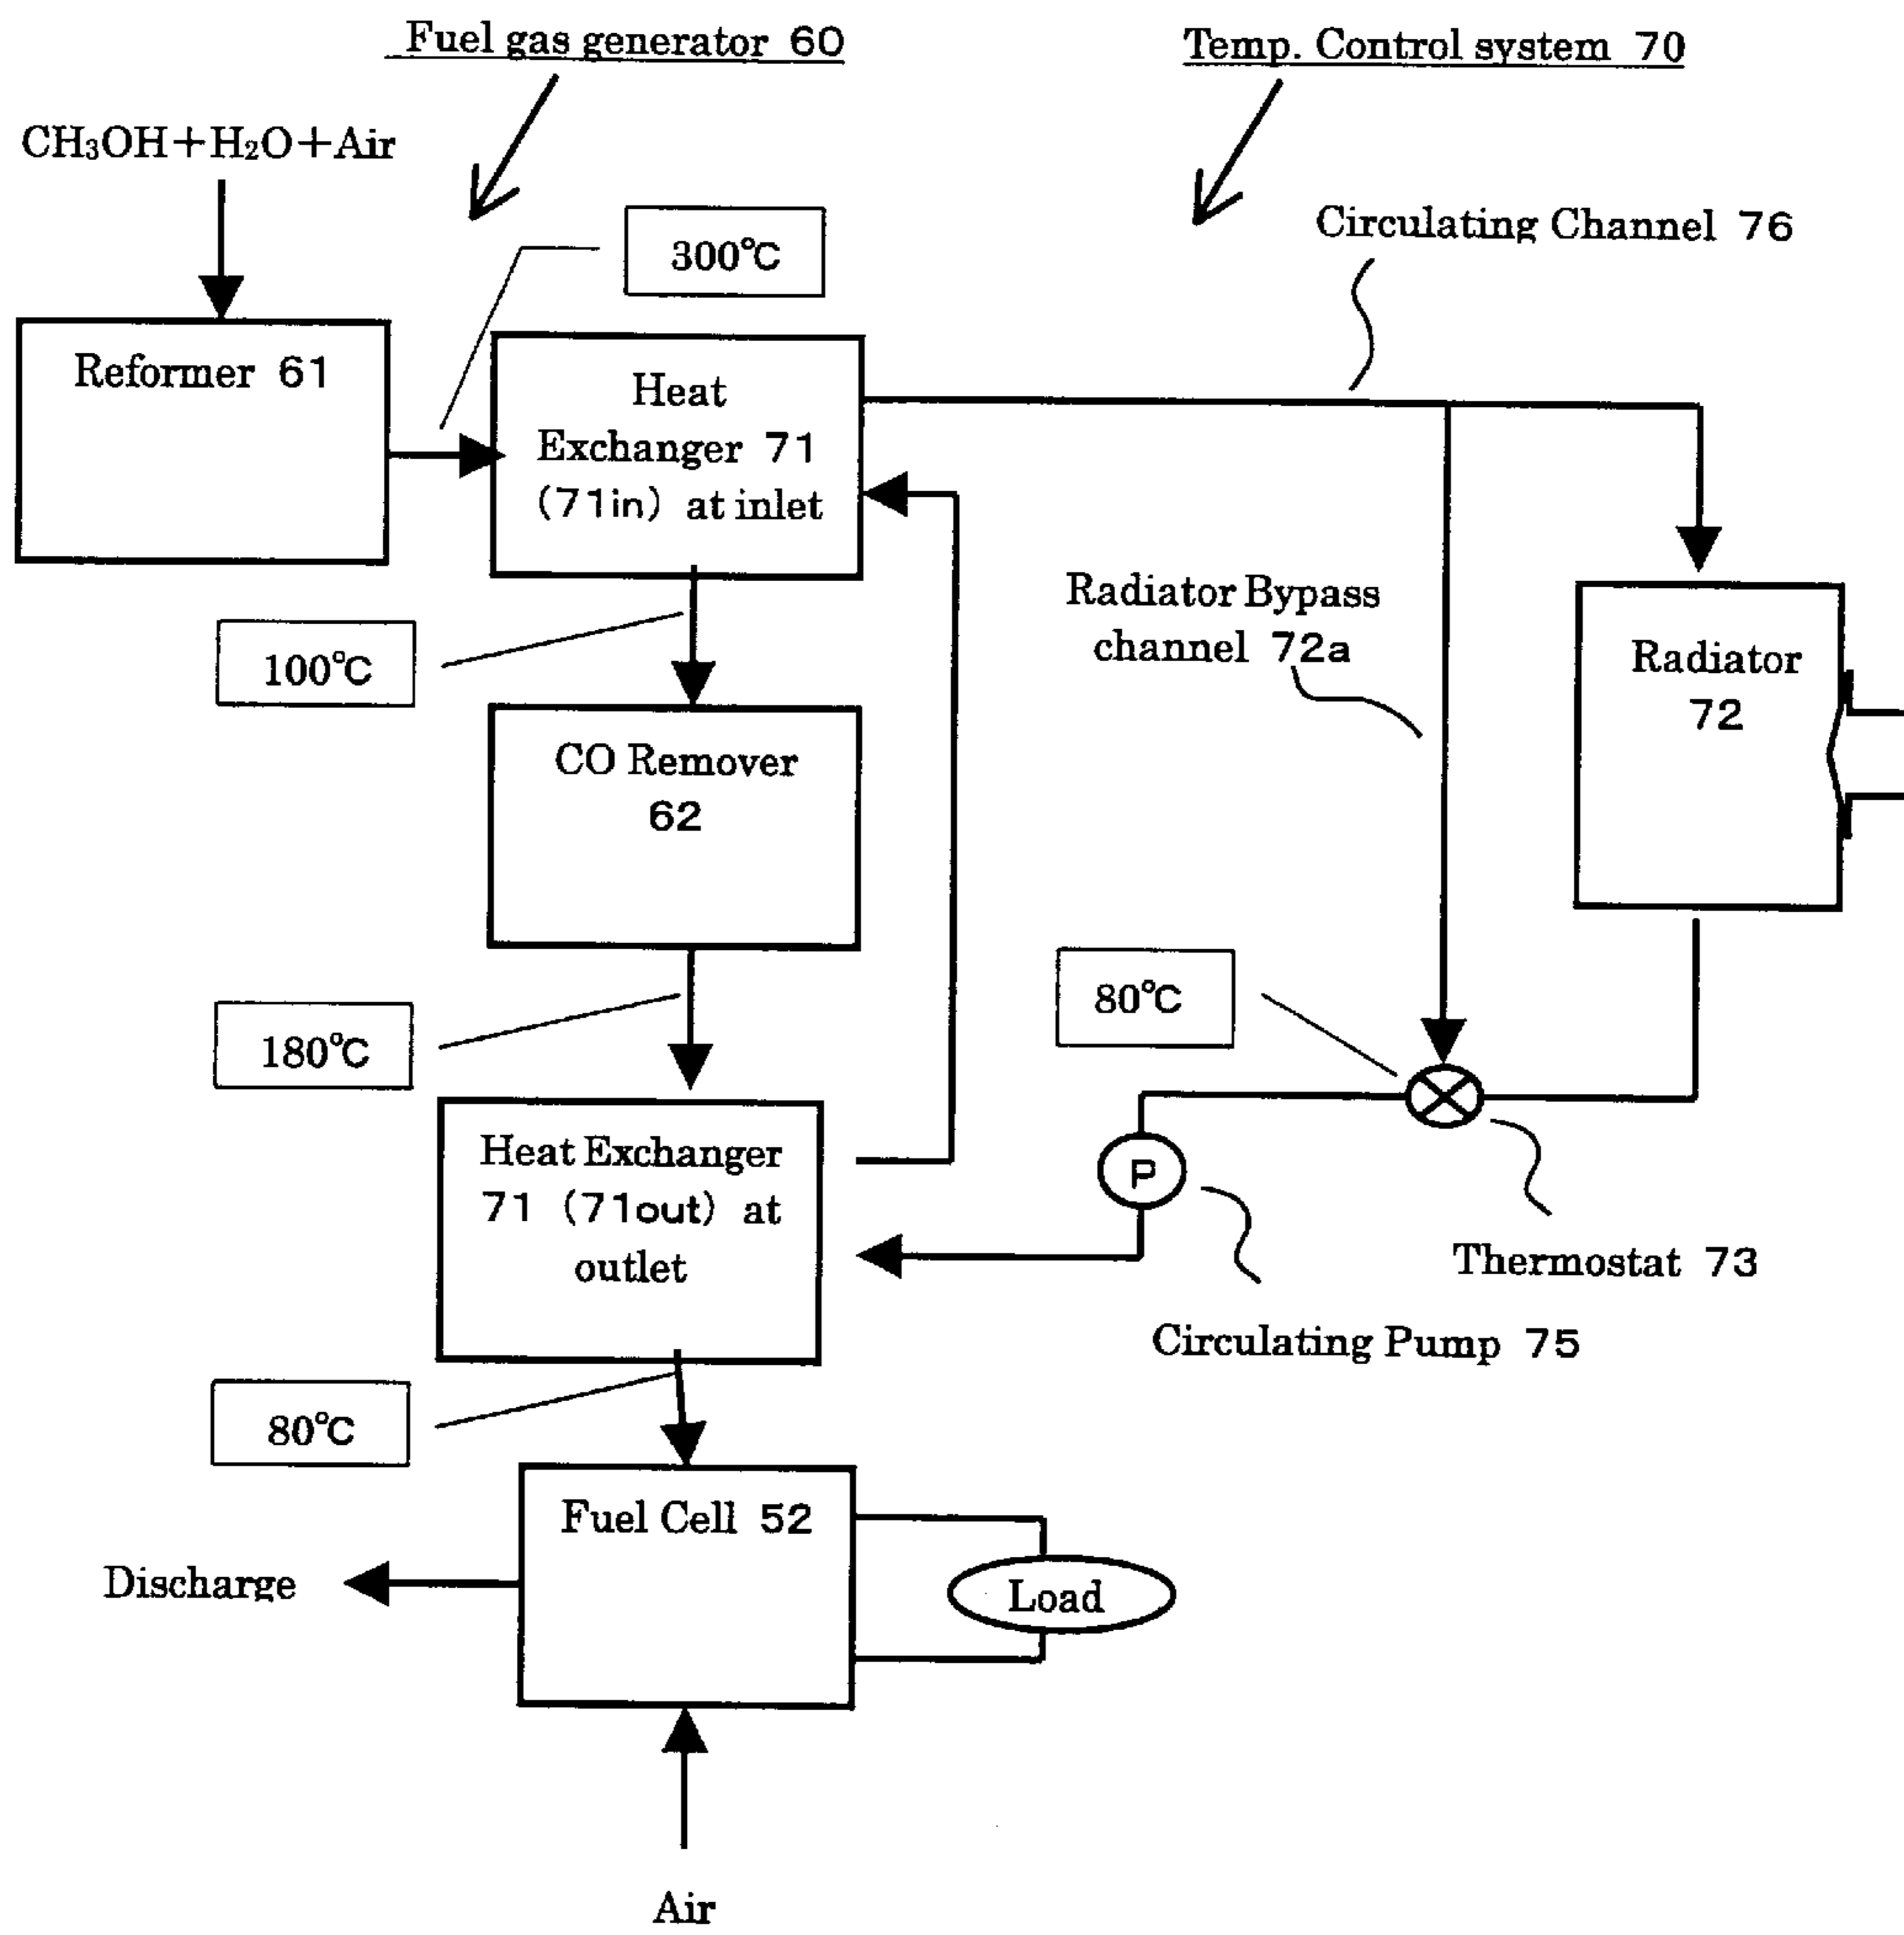 Fuel gas generator 60
Temp. Control system 70
CH₃OH+H₂O+Air
Circulating Channel 76
300℃
Reformer 61
Heat
Exchanger 71
(71in) at inlet
Radiator Bypass
channel 72a
100℃
Radiator
72
CO Remover
62
80℃
180℃
Heat Exchanger
71 (71out) at
outlet
P
Thermostat 73
Circulating Pump 75
80℃
Fuel Cell 52
Discharge
Load
Air